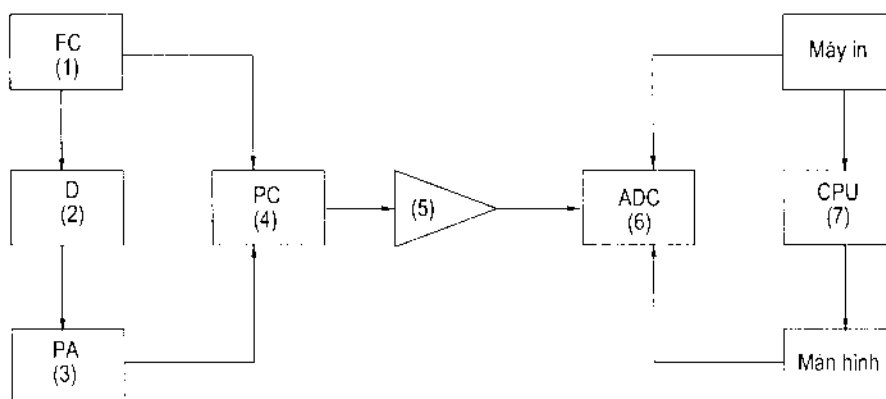 FC
(1)
Máy in
D
(2)
PC
(4)
(5)
ADC
(6)
CPU
(7)
PA
(3)
Màn hình